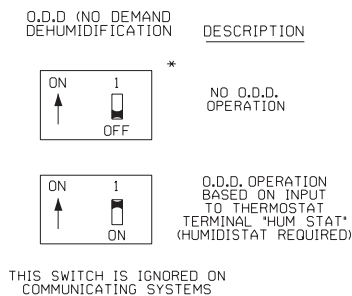 O.D.D (NO DEMAND
DEHUMIDIFICATION
DESCRIPTION
*
ON 1
OFF
NO O.D.D.
OPERATION
ON 1
ON
O.D.D. OPERATION
BASED ON INPUT
TO THERMOSTAT
TERMINAL "HUM STAT"
(HUMIDISTAT REQUIRED)
THIS SWITCH IS IGNORED ON
COMMUNICATING SYSTEMS